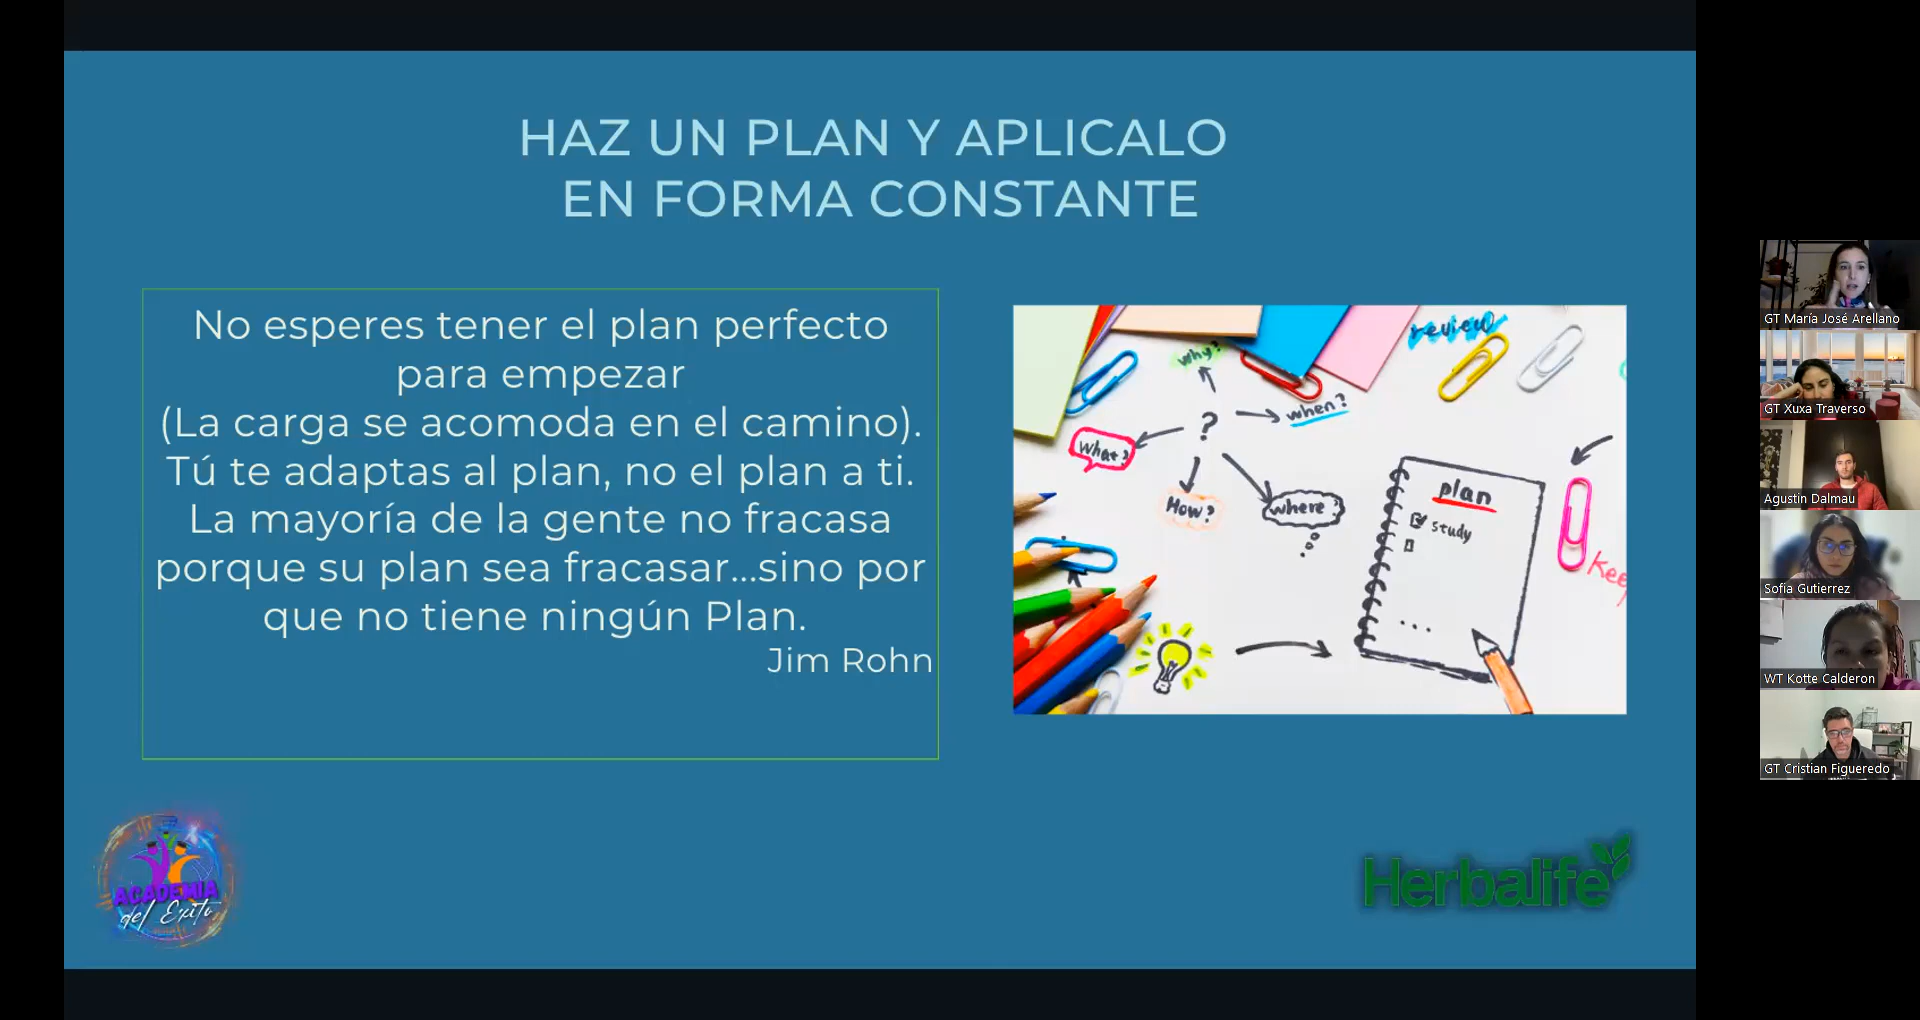 HAZ UN PLAN Y APLICALO
EN FORMA CONSTANTE
No esperes tener el plan perfecto
para empezar
(La carga se acomoda en el camino).
Tú te adaptas al plan, no el plan a ti.
La mayoría de la gente no fracasa
porque su plan sea fracasar...sino por
que no tiene ningún Plan.
Jim Rohn
review
why?
?
when?
what?
How?
where?
plan
study
...
ACADEMIA
del Exito
Herbalife
GT María José Arellano
GT Xuxa Traverso
Agustin Dalmau
Sofía Gutierrez
WT Kotte Calderon
GT Cristian Figueredo